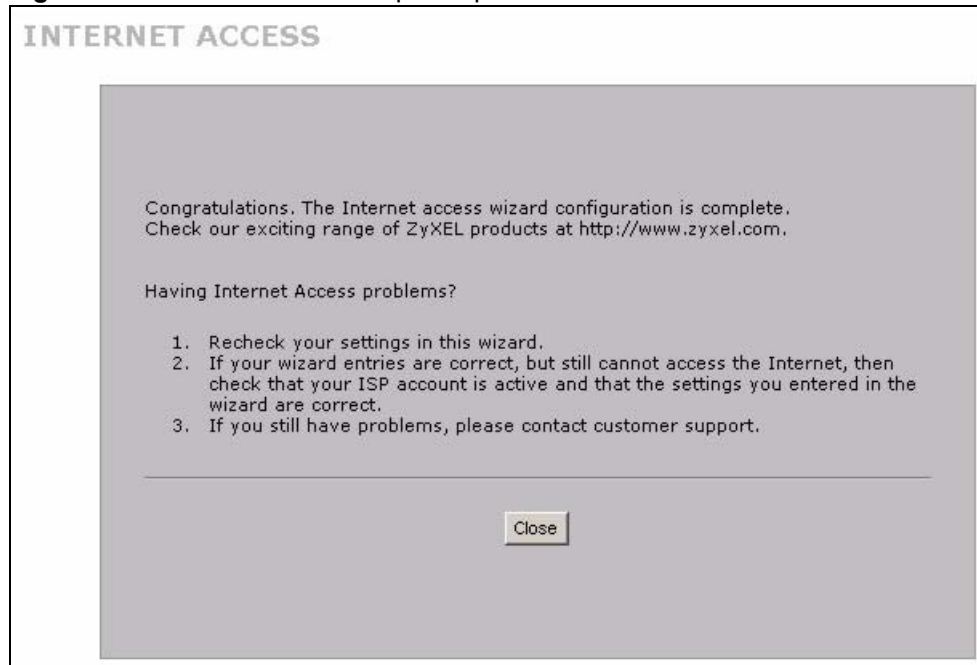 INTERNET ACCESS
Congratulations. The Internet access wizard configuration is complete.
Check our exciting range of ZyXEL products at http://www.zyxel.com.
Having Internet Access problems?
1. Recheck your settings in this wizard.
2. If your wizard entries are correct, but still cannot access the Internet, then
check that your ISP account is active and that the settings you entered in the
wizard are correct.
3. If you still have problems, please contact customer support.
Close